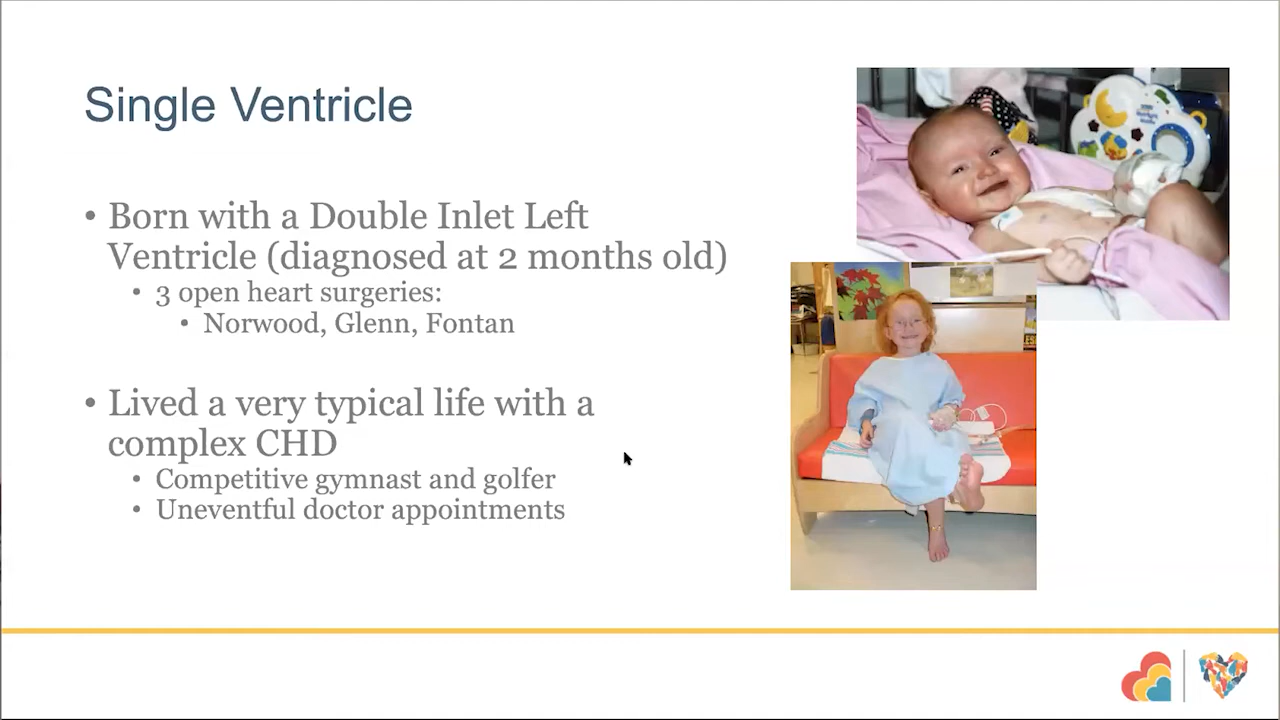 Single Ventricle
• Born with a Double Inlet Left
Ventricle (diagnosed at 2 months old)
• 3 open heart surgeries:
• Norwood, Glenn, Fontan
• Lived a very typical life with a
complex CHD
• Competitive gymnast and golfer
• Uneventful doctor appointments